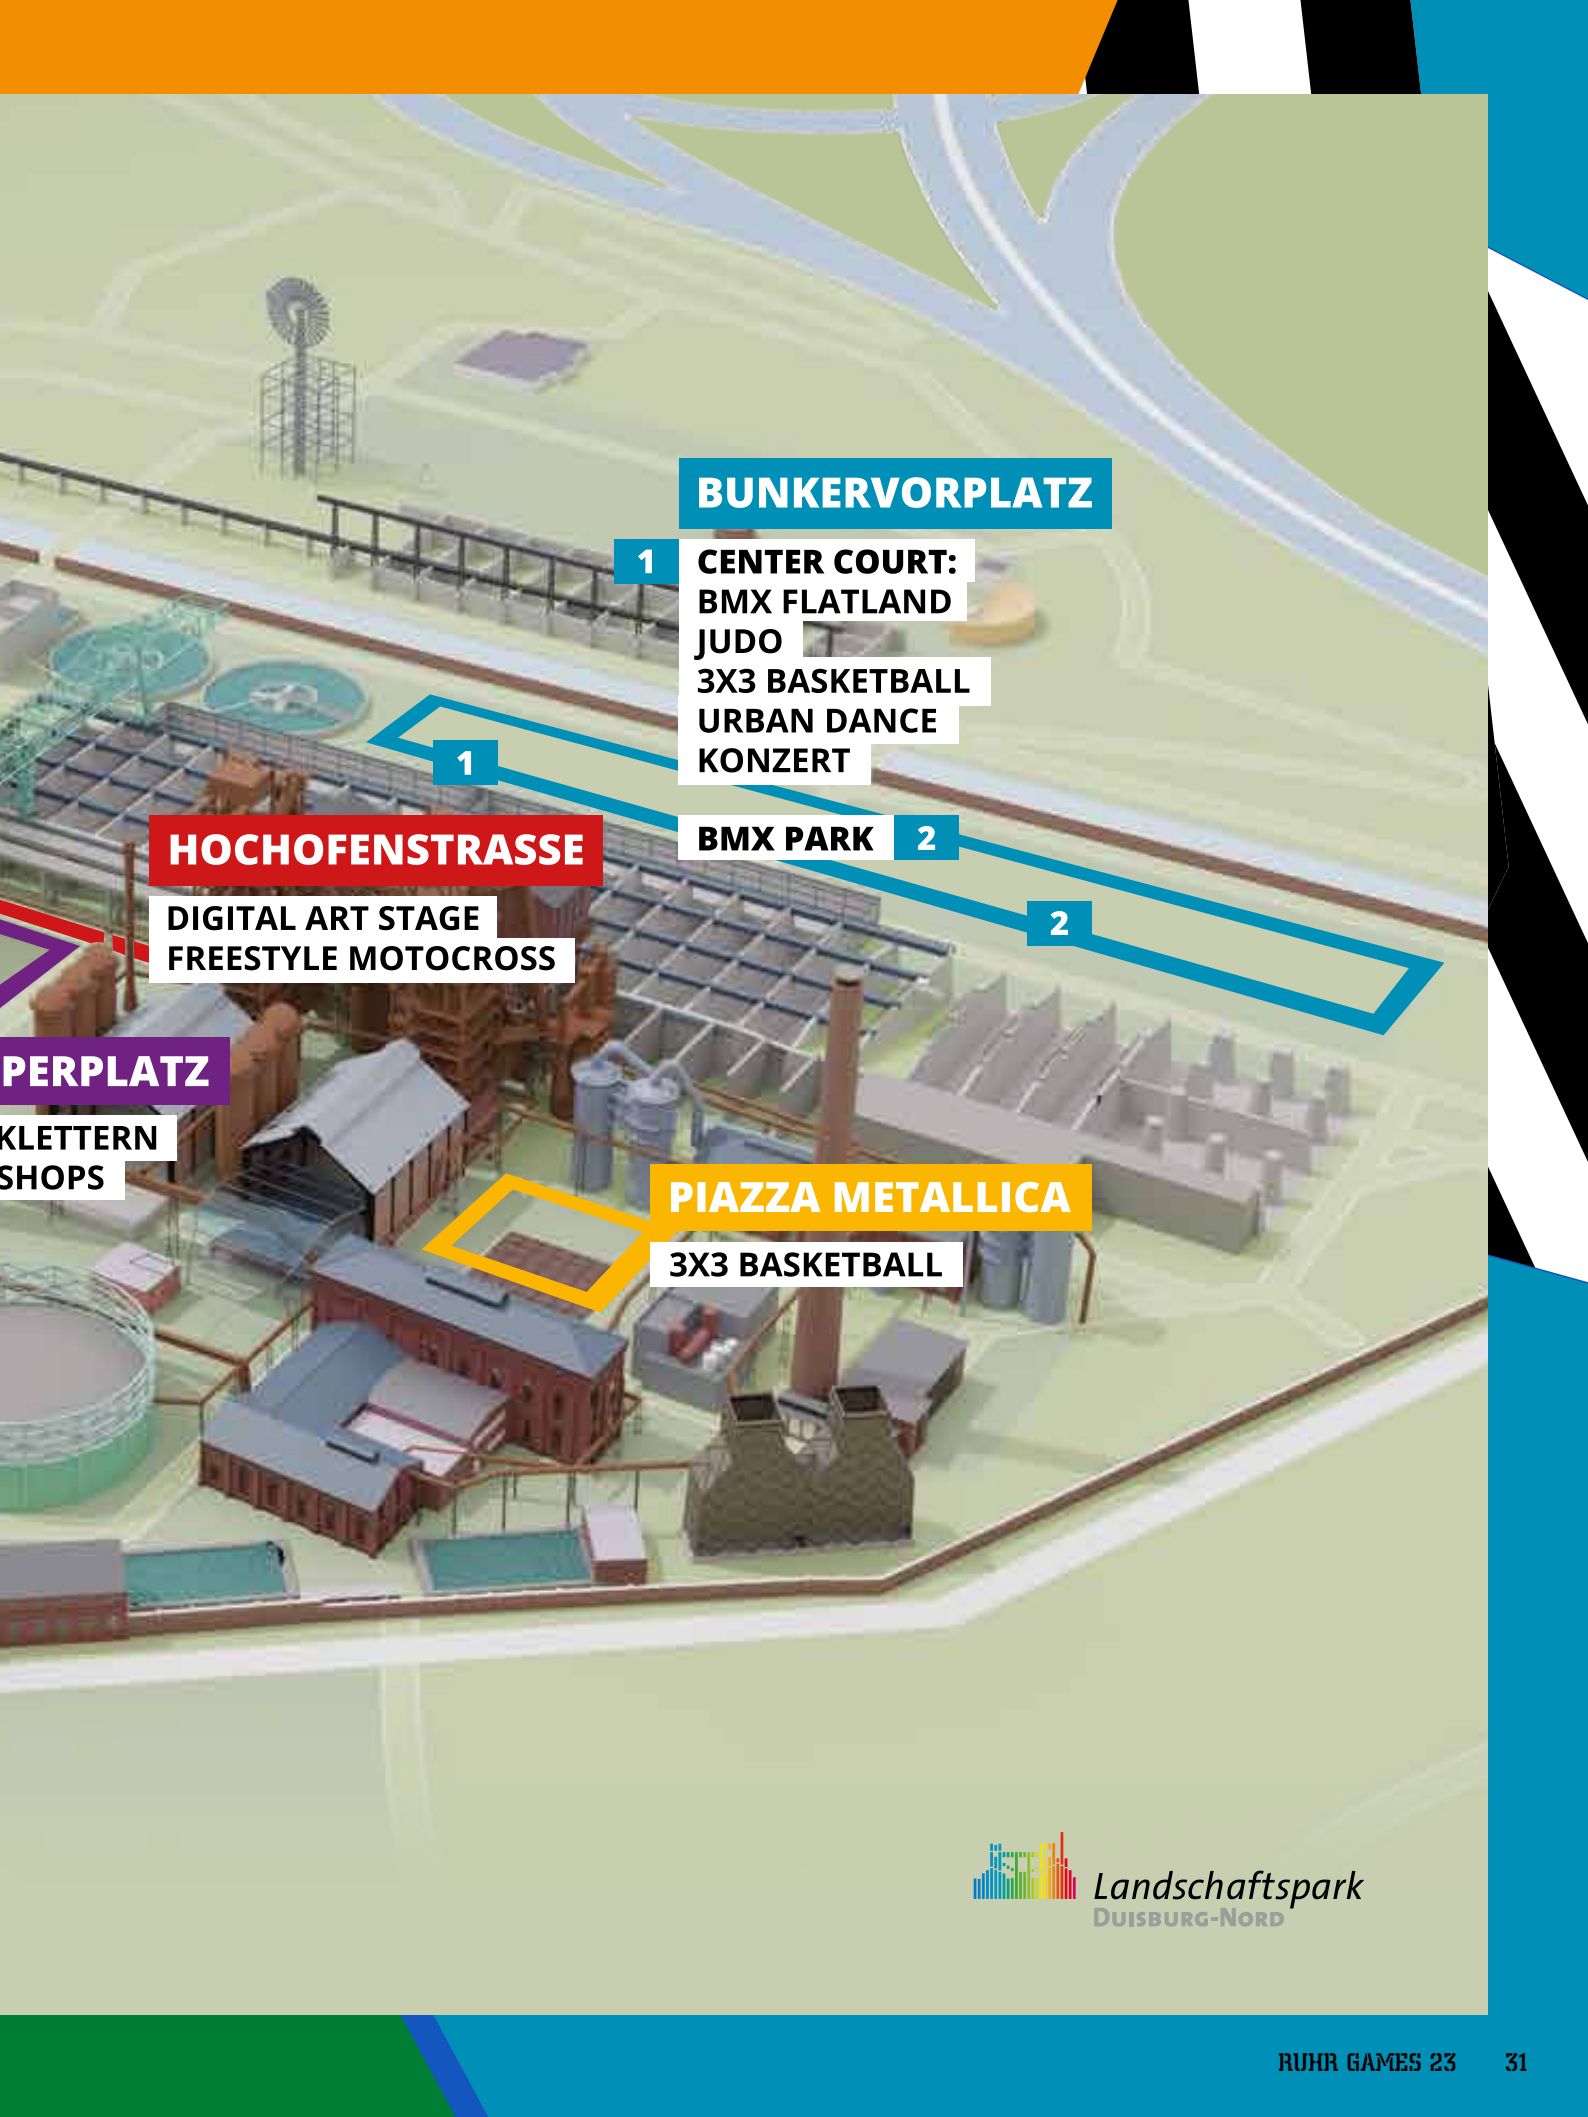 BUNKERVORPLATZ
1 CENTER COURT:
BMX FLATLAND
JUDO
3X3 BASKETBALL
URBAN DANCE
KONZERT
1
BMX PARK 2
2
HOCHOFENSTRASSE
DIGITAL ART STAGE
FREESTYLE MOTOCROSS
PERPLATZ
KLETTERN
SHOPS
PIAZZA METALLICA
3X3 BASKETBALL
Landschaftspark
DUISBURG-NORD
RUHR GAMES 23 31